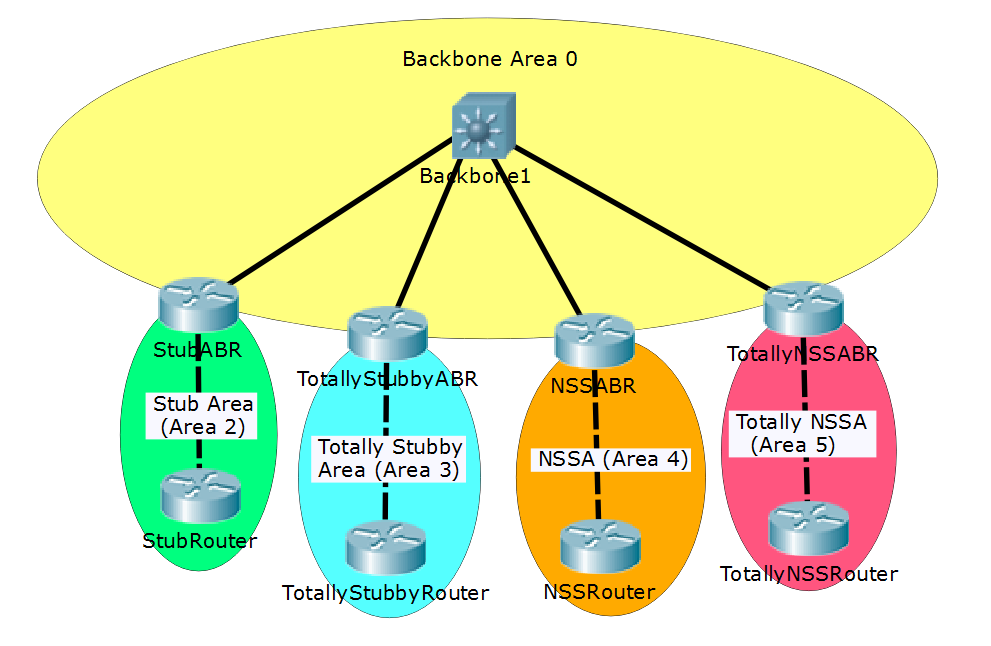 Backbone Area 0
Backbone1
StubABR
TotallyStubbyABR
NSSABR
TotallyNSSABR
Stub Area
(Area 2)
Totally Stubby
Area (Area 3)
NSSA (Area 4)
Totally NSSA
(Area 5)
StubRouter
TotallyStubbyRouter
NSSRouter
TotallyNSSRouter